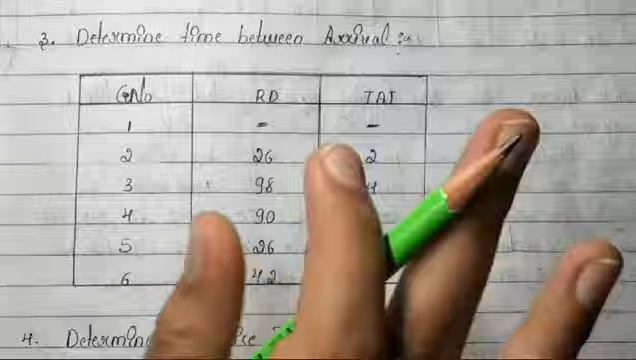 3. Determine time between Arrival :-
C.No RD TAT
1 - -
2 26 2
3 98 4
4 90
5 26
6 42
4. Determine